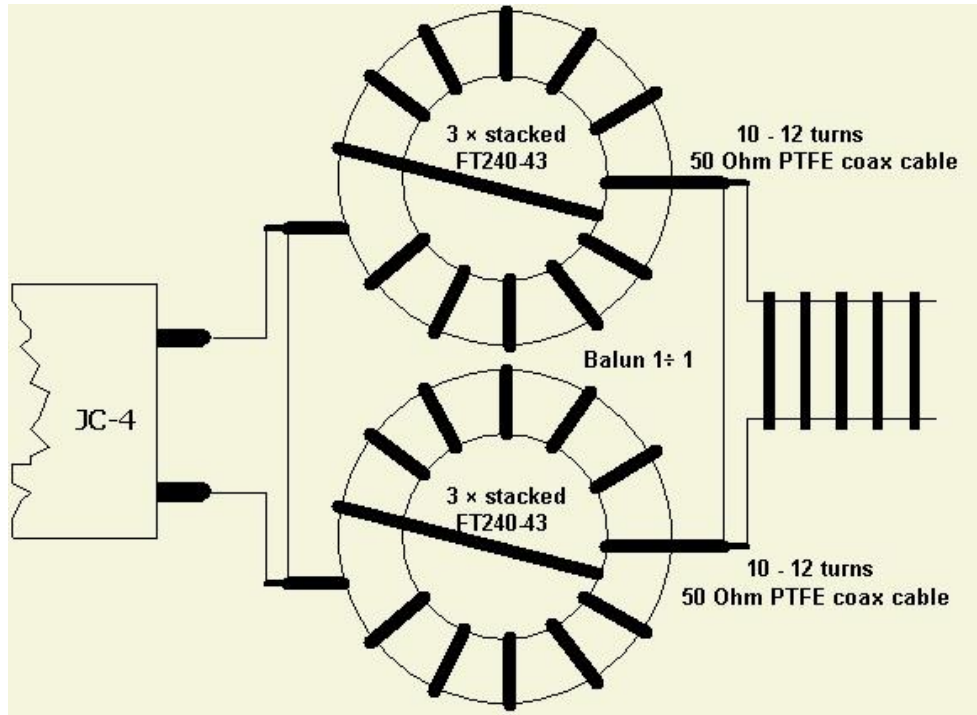 3 × stacked
FT240-43
10 - 12 turns
50 Ohm PTFE coax cable
Balun 1÷ 1
JC-4
3 × stacked
FT240-43
10 - 12 turns
50 Ohm PTFE coax cable